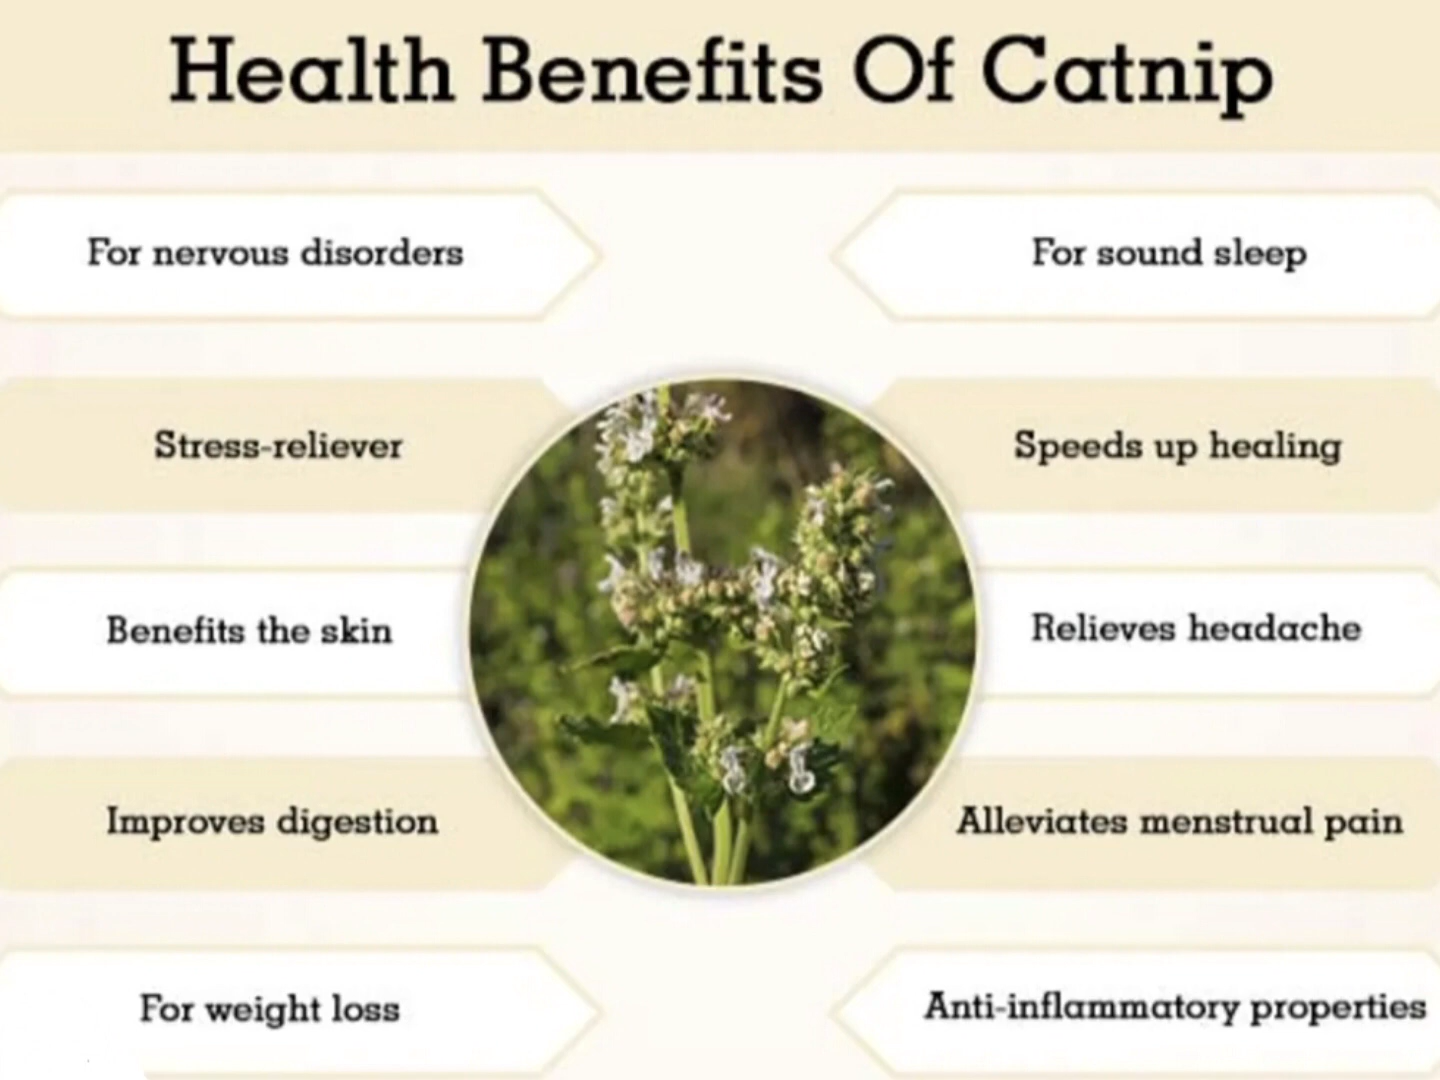 Health Benefits Of Catnip
For nervous disorders
For sound sleep
Stress-reliever
Speeds up healing
Benefits the skin
Relieves headache
Improves digestion
Alleviates menstrual pain
For weight loss
Anti-inflammatory properties